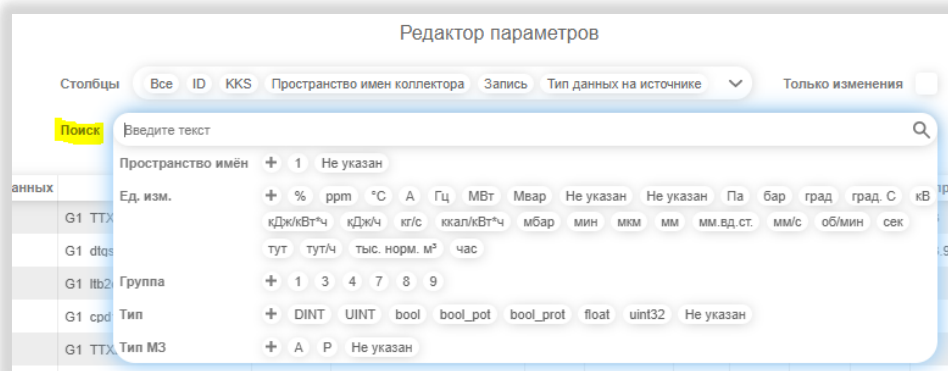 Редактор параметров
Столбцы Все ID KKS Пространство имен коллектора Запись Тип данных на источнике Только изменения
Поиск Введите текст
Пространство имён + 1 Не указан
анных
Ед. изм. + % ppm °C А Гц МВт Мвар Не указан Не указан Па бар град град. С кВ
G1 TTX
кДж/кВт*ч кДж/ч кг/с ккал/кВт*ч мбар мин мкм мм мм.вд.ст. мм/с об/мин сек
G1 dtqs
тут тут/ч тыс. норм. м³ час
G1 ltb2 Группа + 1 3 4 7 8 9
G1 cpd Тип + DINT UINT bool bool_pot bool_prot float uint32 Не указан
G1 TTX Тип МЗ + А Р Не указан